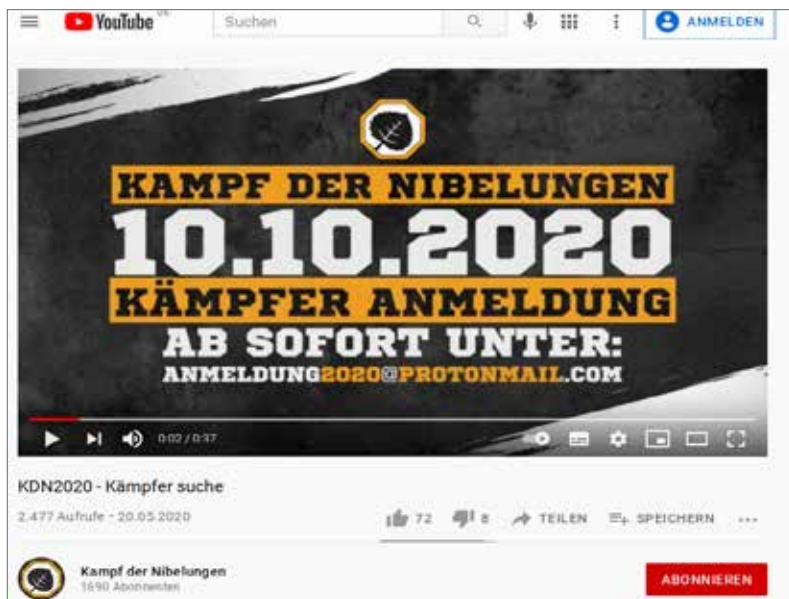 YouTube
Suchen
ANMELDEN
KAMPF DER NIBELUNGEN
10.10.2020
KÄMPFER ANMELDUNG
AB SOFORT UNTER:
ANMELDUNG2020@PROTONMAIL.COM
0:02 / 0:37
KDN2020 - Kämpfer suche
2.477 Aufrufe - 20.05.2020
72 8 TEILEN SPEICHERN
Kampf der Nibelungen
1690 Abonnenten
ABONNIEREN